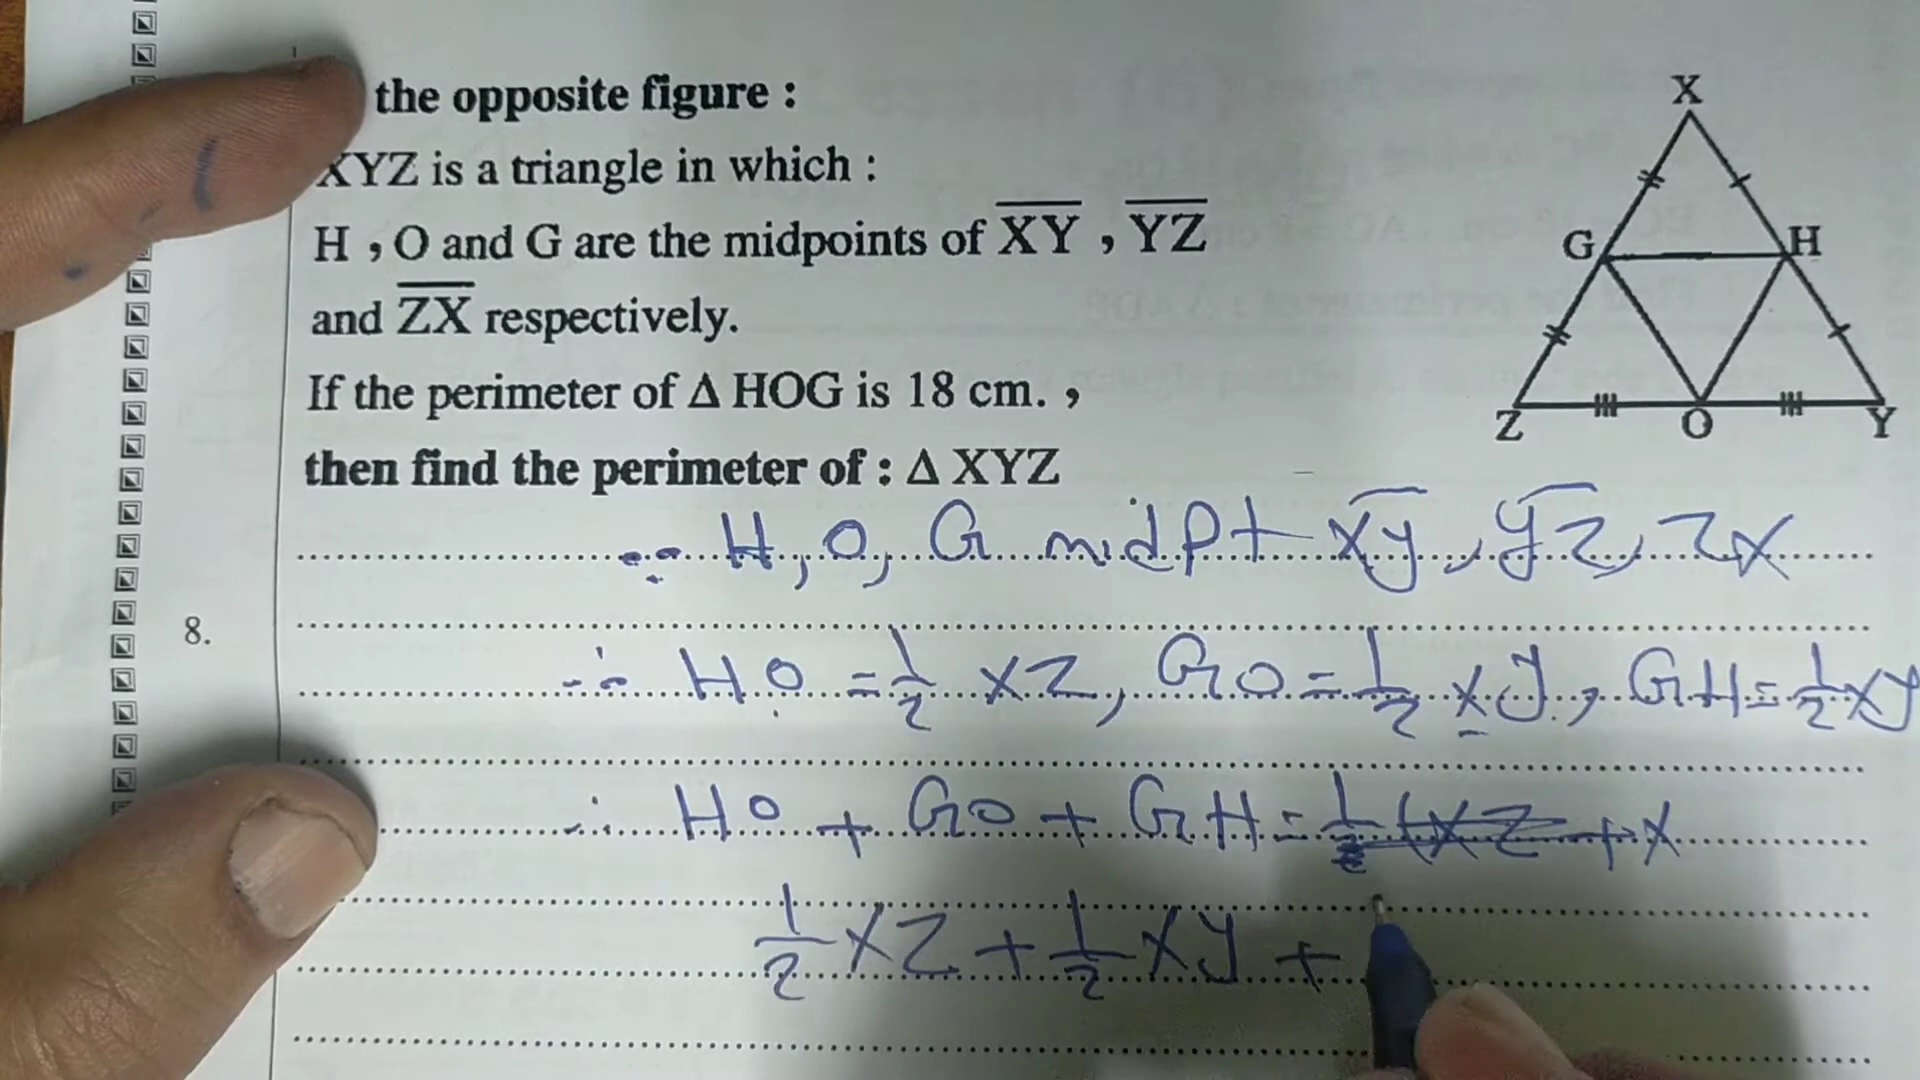 the opposite figure :
XYZ is a triangle in which :
H , O and G are the midpoints of XY , YZ
and ZX respectively.
If the perimeter of Δ HOG is 18 cm. ,
then find the perimeter of : Δ XYZ
X
G
H
Z
O
Y
∵ H, O, G midpt XY, YZ, ZX
8.
∴ HO = 1/2 XZ, GO = 1/2 XY, GH = 1/2 XY
∴ HO + GO + GH = 1/2 (XZ + X
1/2 XZ + 1/2 XY +